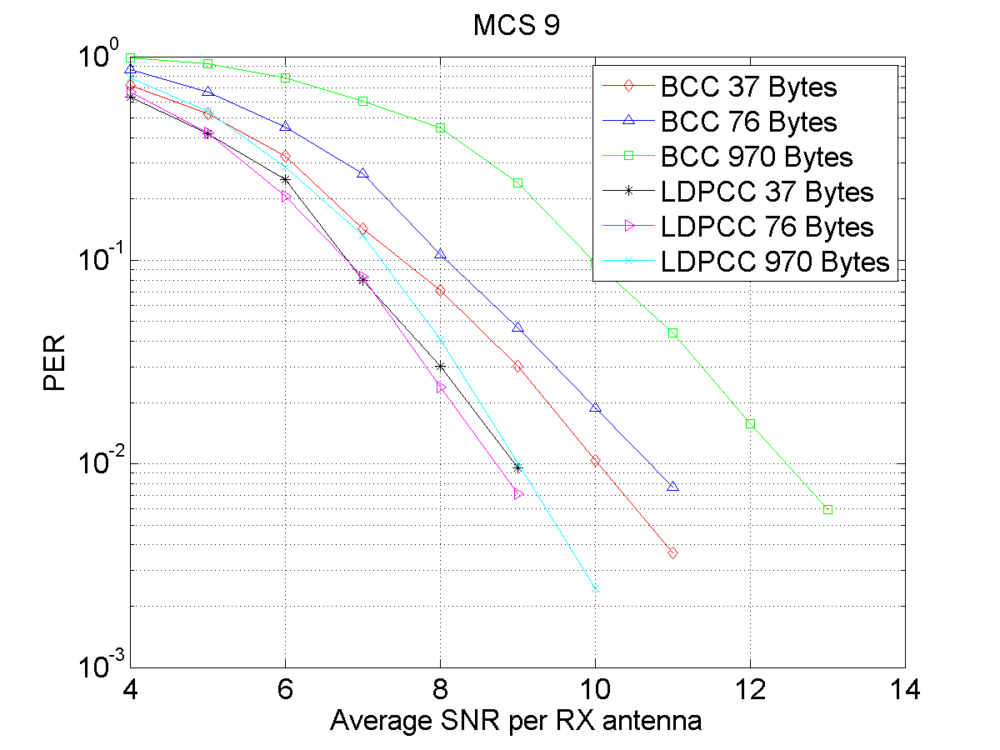 MCS 9
10^0
10^-1
10^-2
10^-3
PER
BCC 37 Bytes
BCC 76 Bytes
BCC 970 Bytes
LDPCC 37 Bytes
LDPCC 76 Bytes
LDPCC 970 Bytes
4 6 8 10 12 14
Average SNR per RX antenna